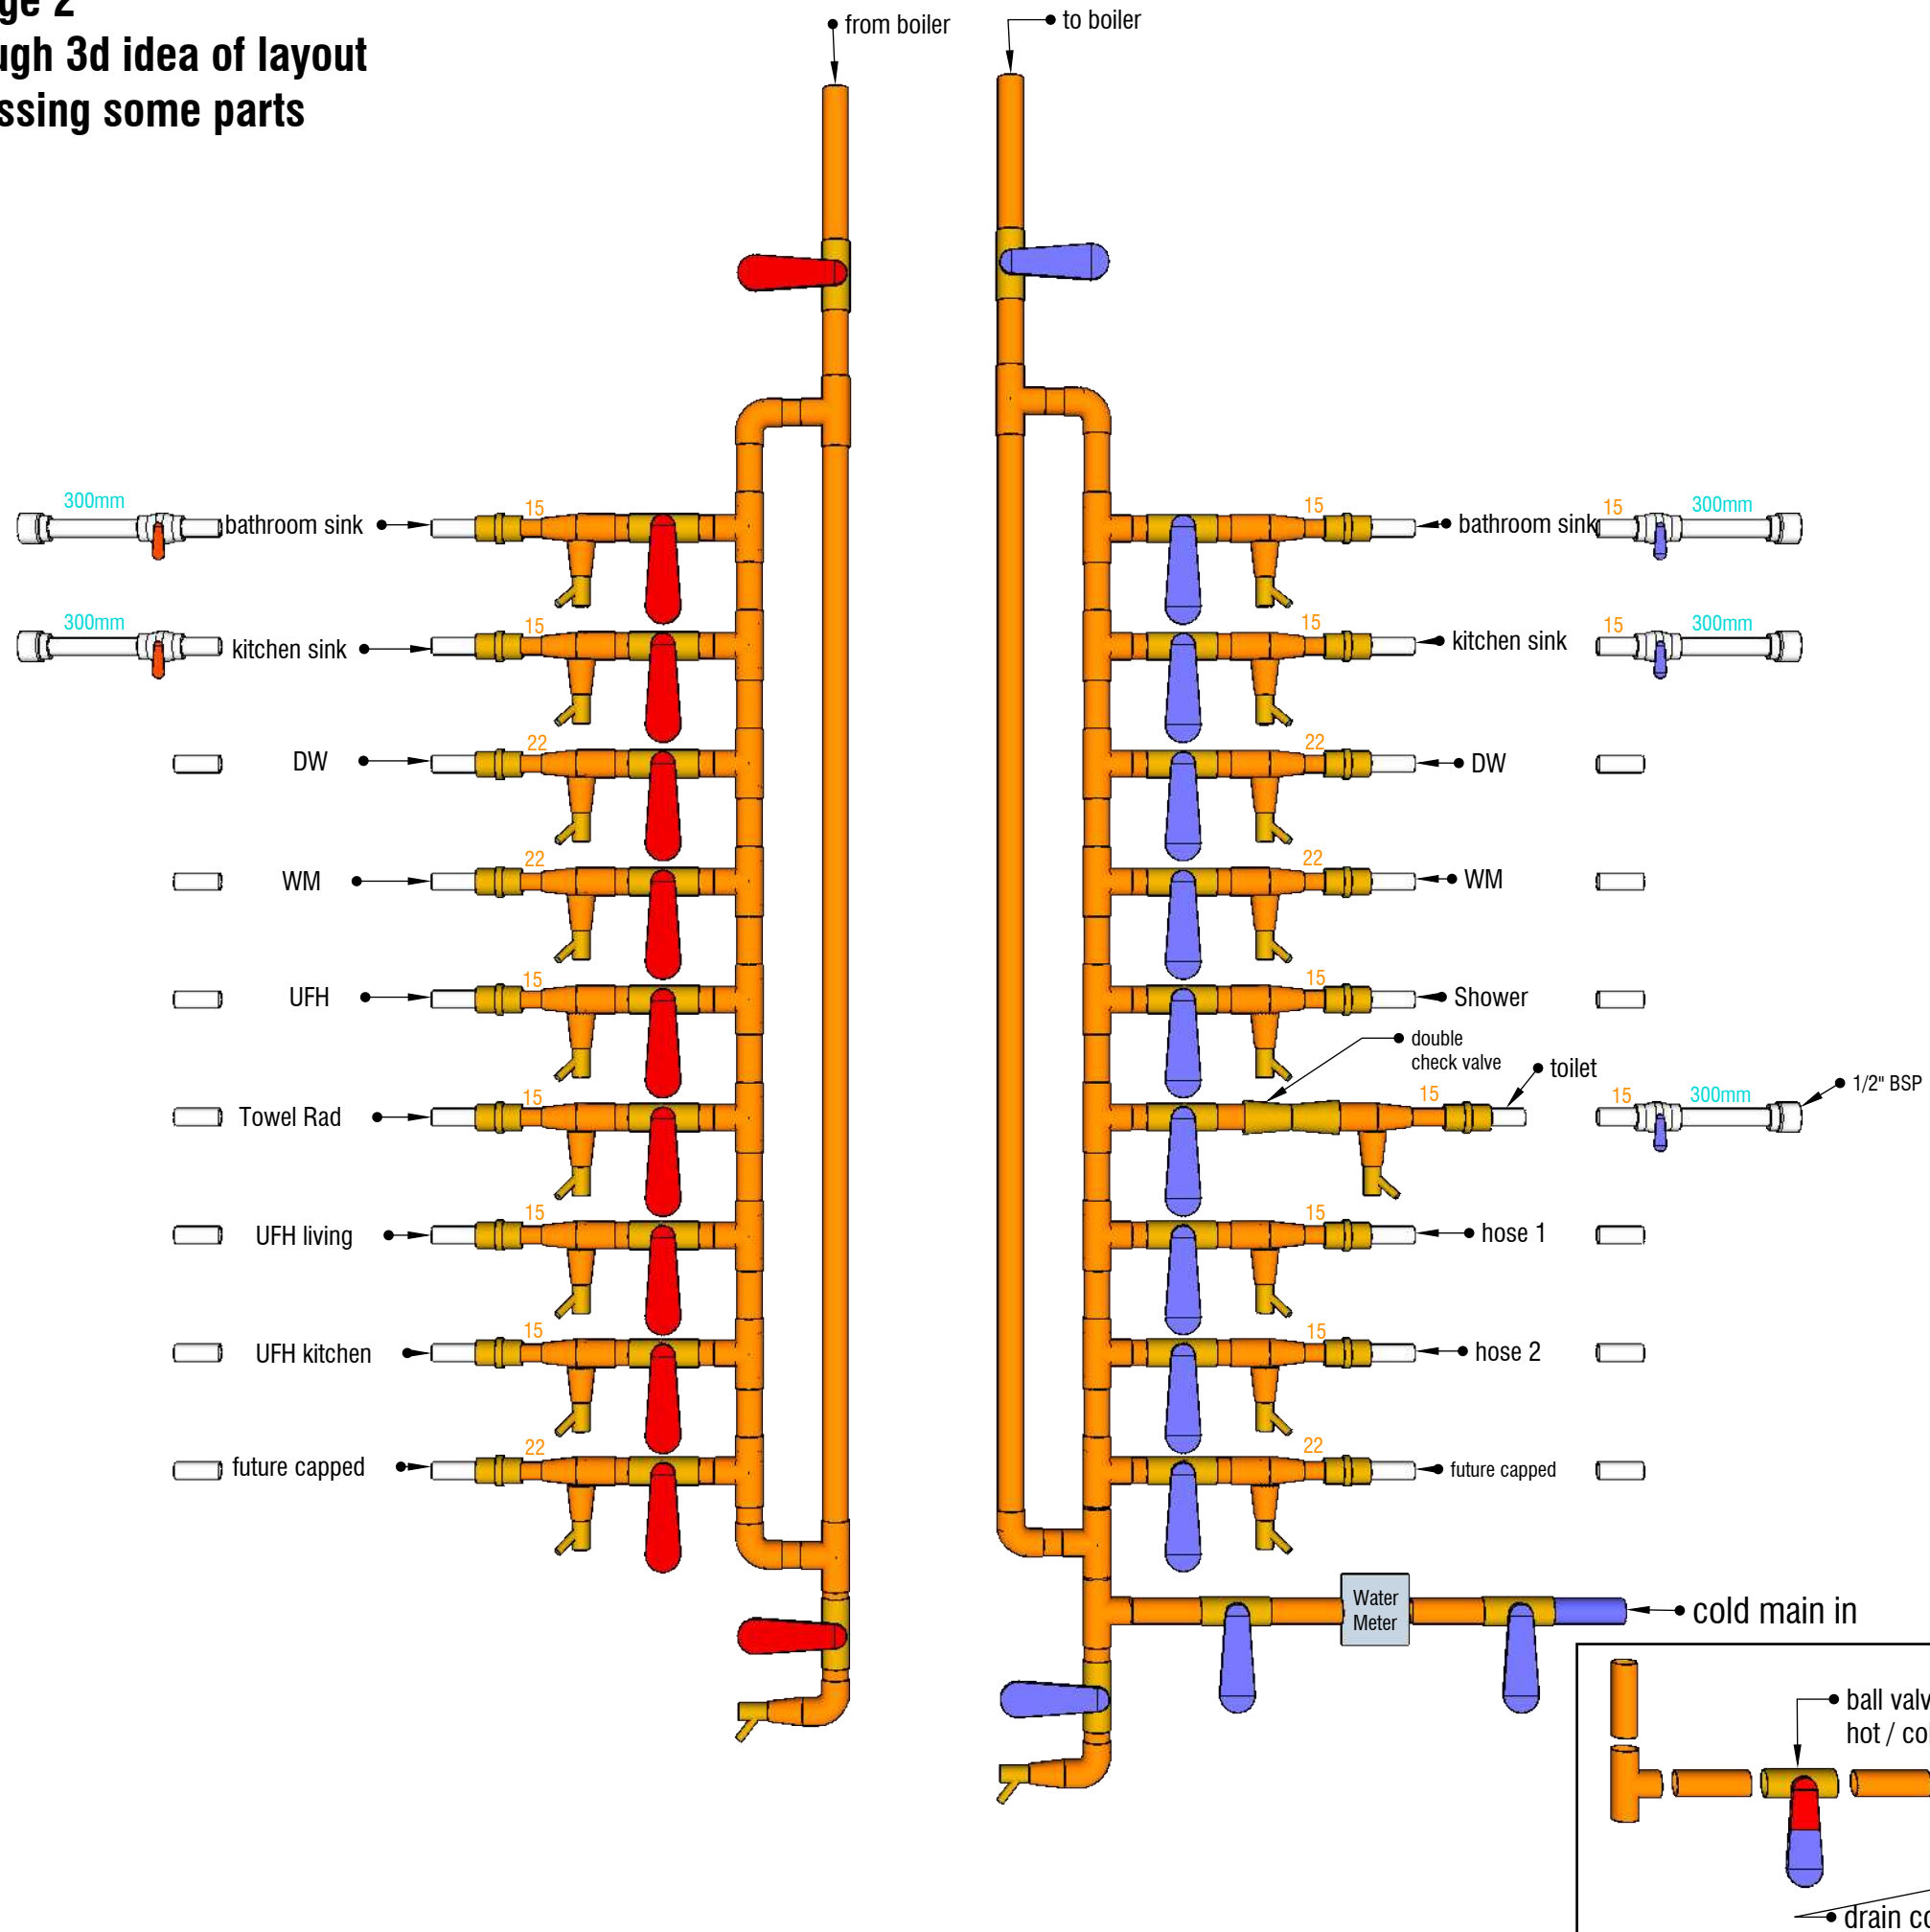 ge 2
ugh 3d idea of layout
ssing some parts
from boiler
to boiler
300mm
bathroom sink
15
15
bathroom sink
15
300mm
300mm
kitchen sink
15
15
kitchen sink
15
300mm
DW
22
22
DW
WM
22
22
WM
UFH
15
15
Shower
double
check valve
toilet
Towel Rad
15
15
15
300mm
1/2" BSP
UFH living
15
15
hose 1
UFH kitchen
15
15
hose 2
future capped
22
22
future capped
Water
Meter
cold main in
ball valv
hot / col
drain co